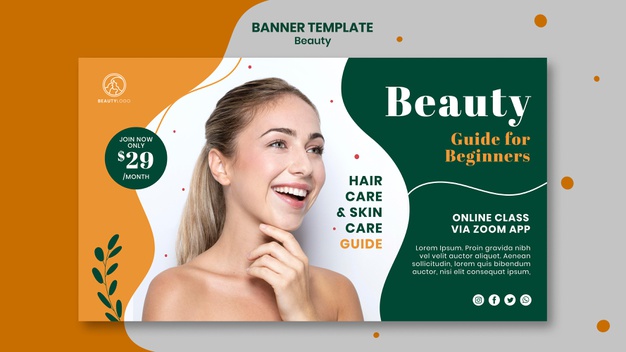 BANNER TEMPLATE
Beauty
BEAUTYLOGO
JOIN NOW
ONLY
$29
/MONTH
HAIR
CARE
& SKIN
CARE
GUIDE
Beauty
Guide for
Beginners
ONLINE CLASS
VIA ZOOM APP
Lorem Ipsum. Proin gravida nibh
vel velit auctor aliquet. Aenean
sollicitudin, lorem quis bibendum
auctor, nisi elit consequat ipsum,